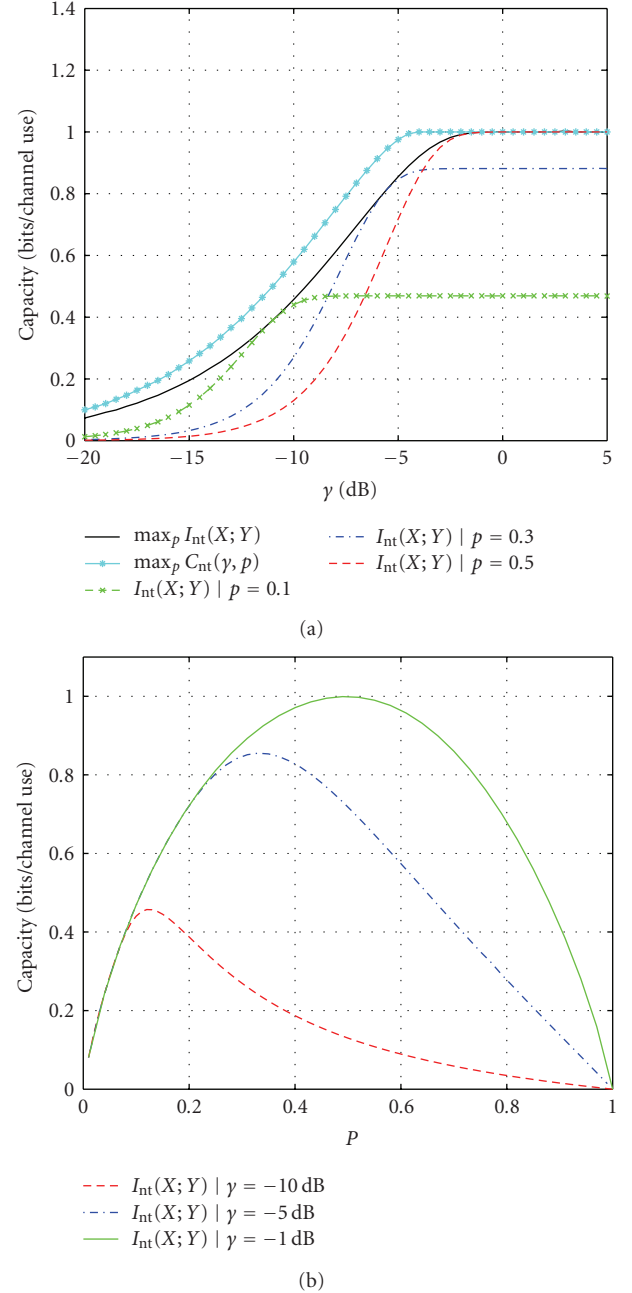 1.4
1.2
1
0.8
0.6
0.4
0.2
0
Capacity (bits/channel use)
−20 −15 −10 −5 0 5
γ (dB)
max_p I_nt(X; Y)
max_p C_nt(γ, p)
I_nt(X; Y) | p = 0.1
I_nt(X; Y) | p = 0.3
I_nt(X; Y) | p = 0.5
(a)
1
0.8
0.6
0.4
0.2
0
Capacity (bits/channel use)
0 0.2 0.4 0.6 0.8 1
P
I_nt(X; Y) | γ = −10 dB
I_nt(X; Y) | γ = −5 dB
I_nt(X; Y) | γ = −1 dB
(b)